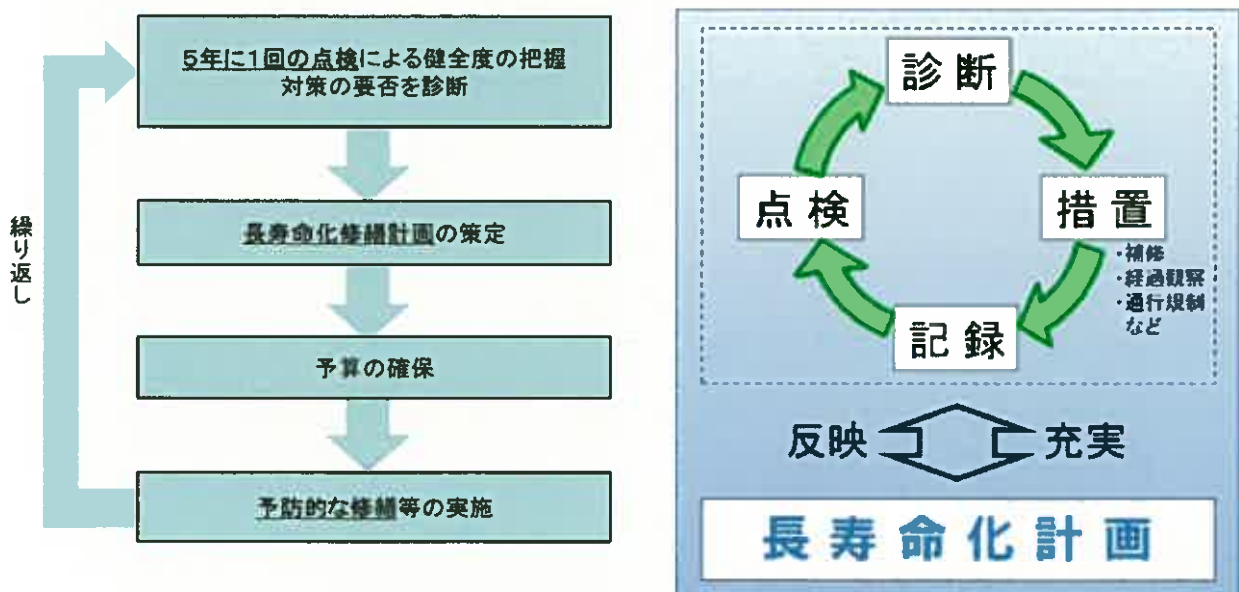 5年に1回の点検による健全度の把握
対策の要否を診断
長寿命化修繕計画の策定
予算の確保
予防的な修繕等の実施
繰り返し
診断
点検
措置
・補修
・経過観察
・通行規制
など
記録
反映
充実
長寿命化計画